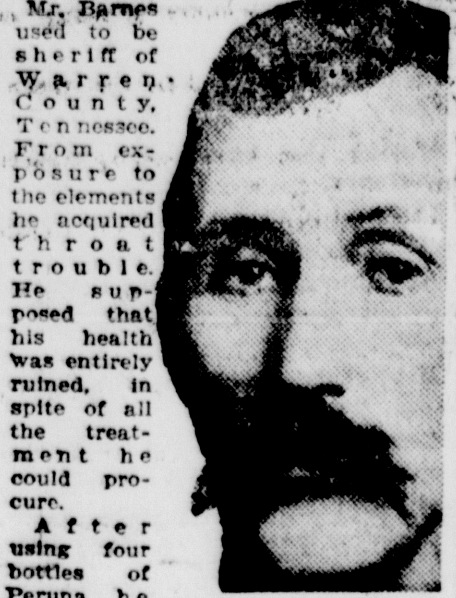 Mr. Barnes
used to be
sheriff of
Warren
County,
Tennessee.
From ex-
posure to
the elements
he acquired
throat
trouble.
He sup-
posed that
his health
was entirely
ruined, in
spite of all
the treat-
ment he
could pro-
cure.
After
using four
bottles of
Peruna he